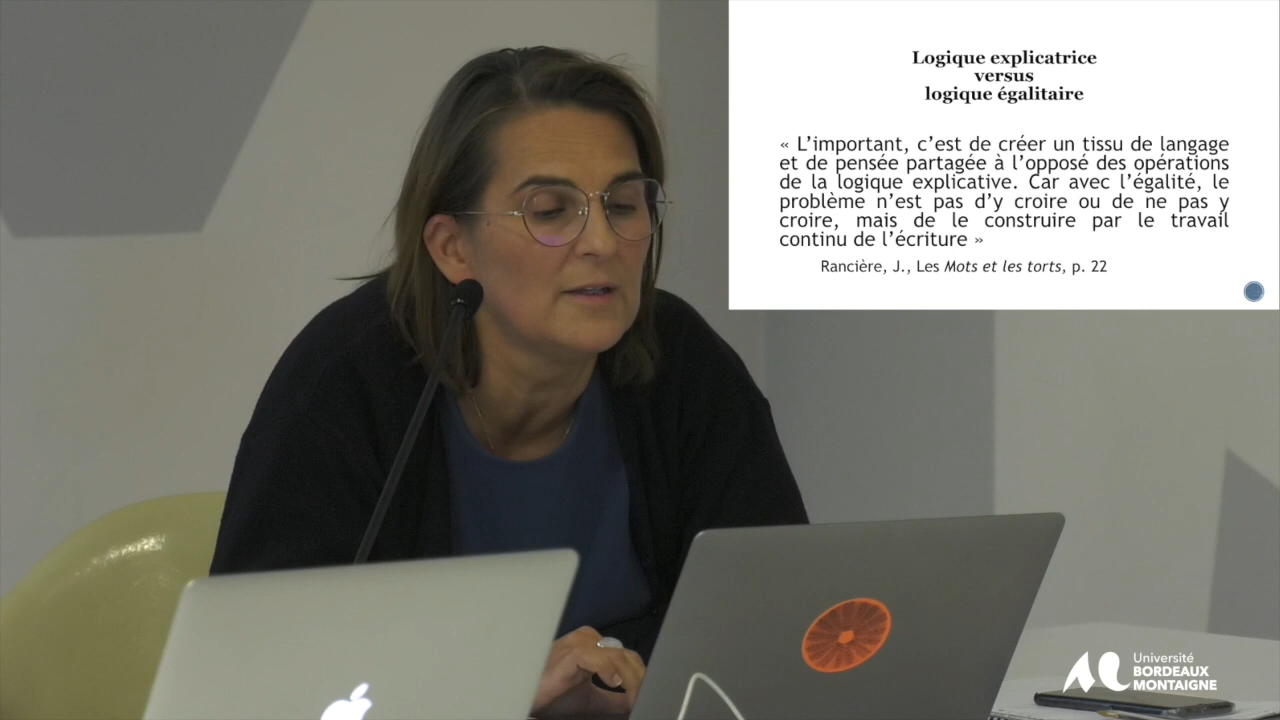 Logique explicatrice
versus
logique égalitaire
« L’important, c’est de créer un tissu de langage
et de pensée partagée à l’opposé des opérations
de la logique explicative. Car avec l’égalité, le
problème n’est pas d’y croire ou de ne pas y
croire, mais de le construire par le travail
continu de l’écriture »
Rancière, J., Les Mots et les torts, p. 22
Université
BORDEAUX
MONTAIGNE